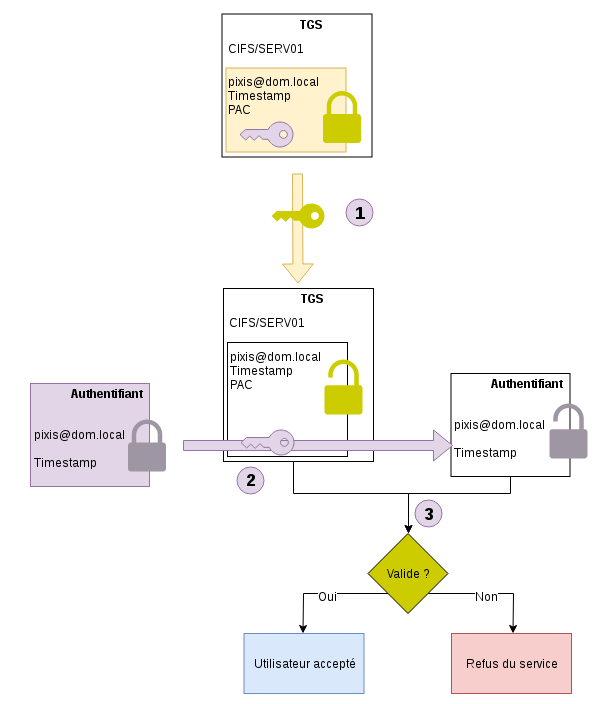 TGS
CIFS/SERV01
pixis@dom.local
Timestamp
PAC
1
TGS
CIFS/SERV01
pixis@dom.local
Timestamp
PAC
Authentifiant
pixis@dom.local
Timestamp
Authentifiant
pixis@dom.local
Timestamp
2
3
Valide ?
Oui
Non
Utilisateur accepté
Refus du service